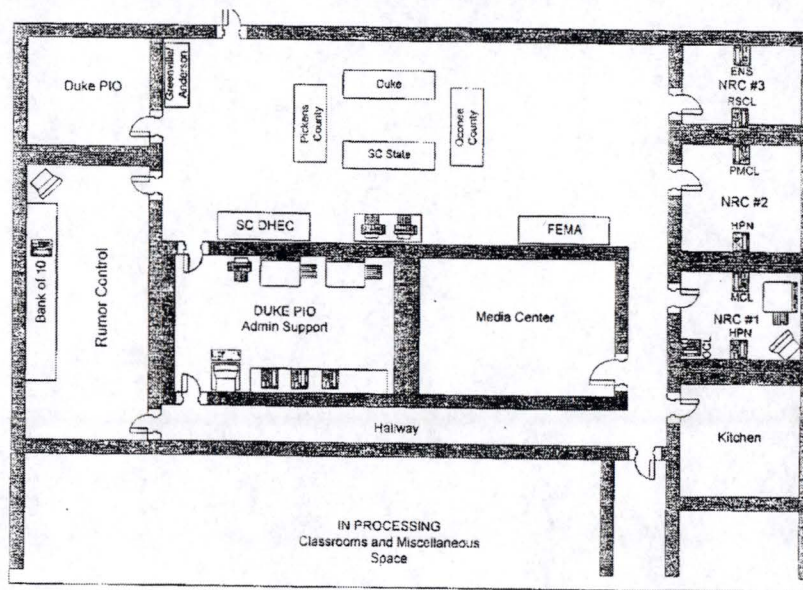 Duke PIO
Greenville/
Anderson
Pickens
County
Duke
SC State
Oconee
County
ENS
NRC #3
RSCL
PMCL
NRC #2
HPN
MCL
NRC #1
HPN
OCL
SC DHEC
FEMA
Bank of 10
Rumor Control
DUKE PIO
Admin Support
Media Center
Hallway
Kitchen
IN PROCESSING
Classrooms and Miscellaneous
Space